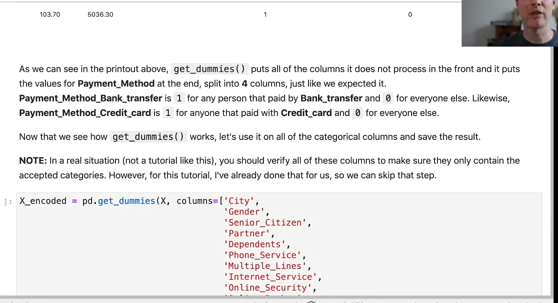 103.70 5036.30 1 0
As we can see in the printout above, get_dummies() puts all of the columns it does not process in the front and it puts
the values for Payment_Method at the end, split into 4 columns, just like we expected it.
Payment_Method_Bank_transfer is 1 for any person that paid by Bank_transfer and 0 for everyone else. Likewise,
Payment_Method_Credit_card is 1 for anyone that paid with Credit_card and 0 for everyone else.
Now that we see how get_dummies() works, let's use it on all of the categorical columns and save the result.
NOTE: In a real situation (not a tutorial like this), you should verify all of these columns to make sure they only contain the
accepted categories. However, for this tutorial, I've already done that for us, so we can skip that step.
]: X_encoded = pd.get_dummies(X, columns=['City',
'Gender',
'Senior_Citizen',
'Partner',
'Dependents',
'Phone_Service',
'Multiple_Lines',
'Internet_Service',
'Online_Security',